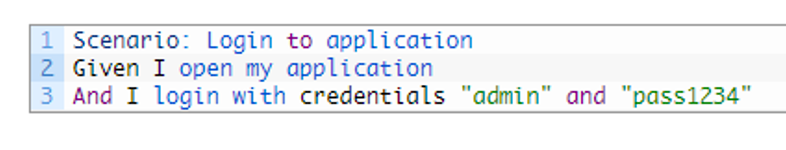 1 Scenario: Login to application
2 Given I open my application
3 And I login with credentials "admin" and "pass1234"